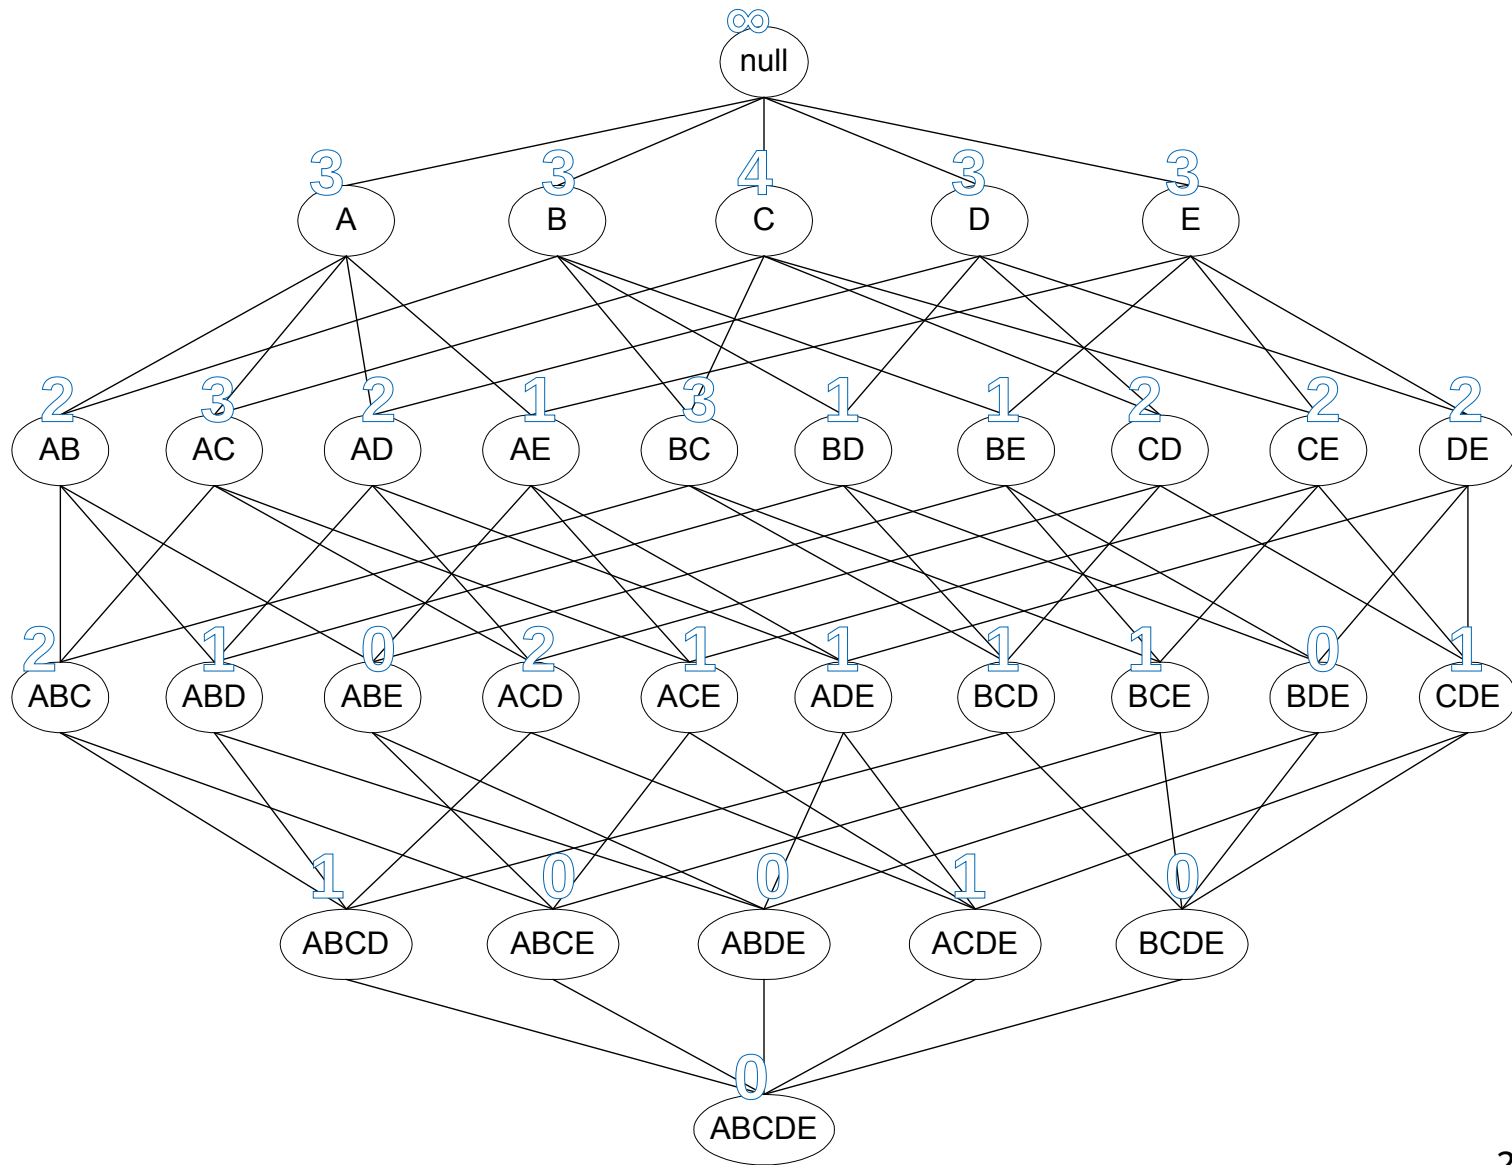 ∞
null
3 3 4 3 3
A B C D E
2 3 2 1 3 1 1 2 2 2
AB AC AD AE BC BD BE CD CE DE
2 1 0 2 1 1 1 1 0 1
ABC ABD ABE ACD ACE ADE BCD BCE BDE CDE
1 0 0 1 0
ABCD ABCE ABDE ACDE BCDE
0
ABCDE